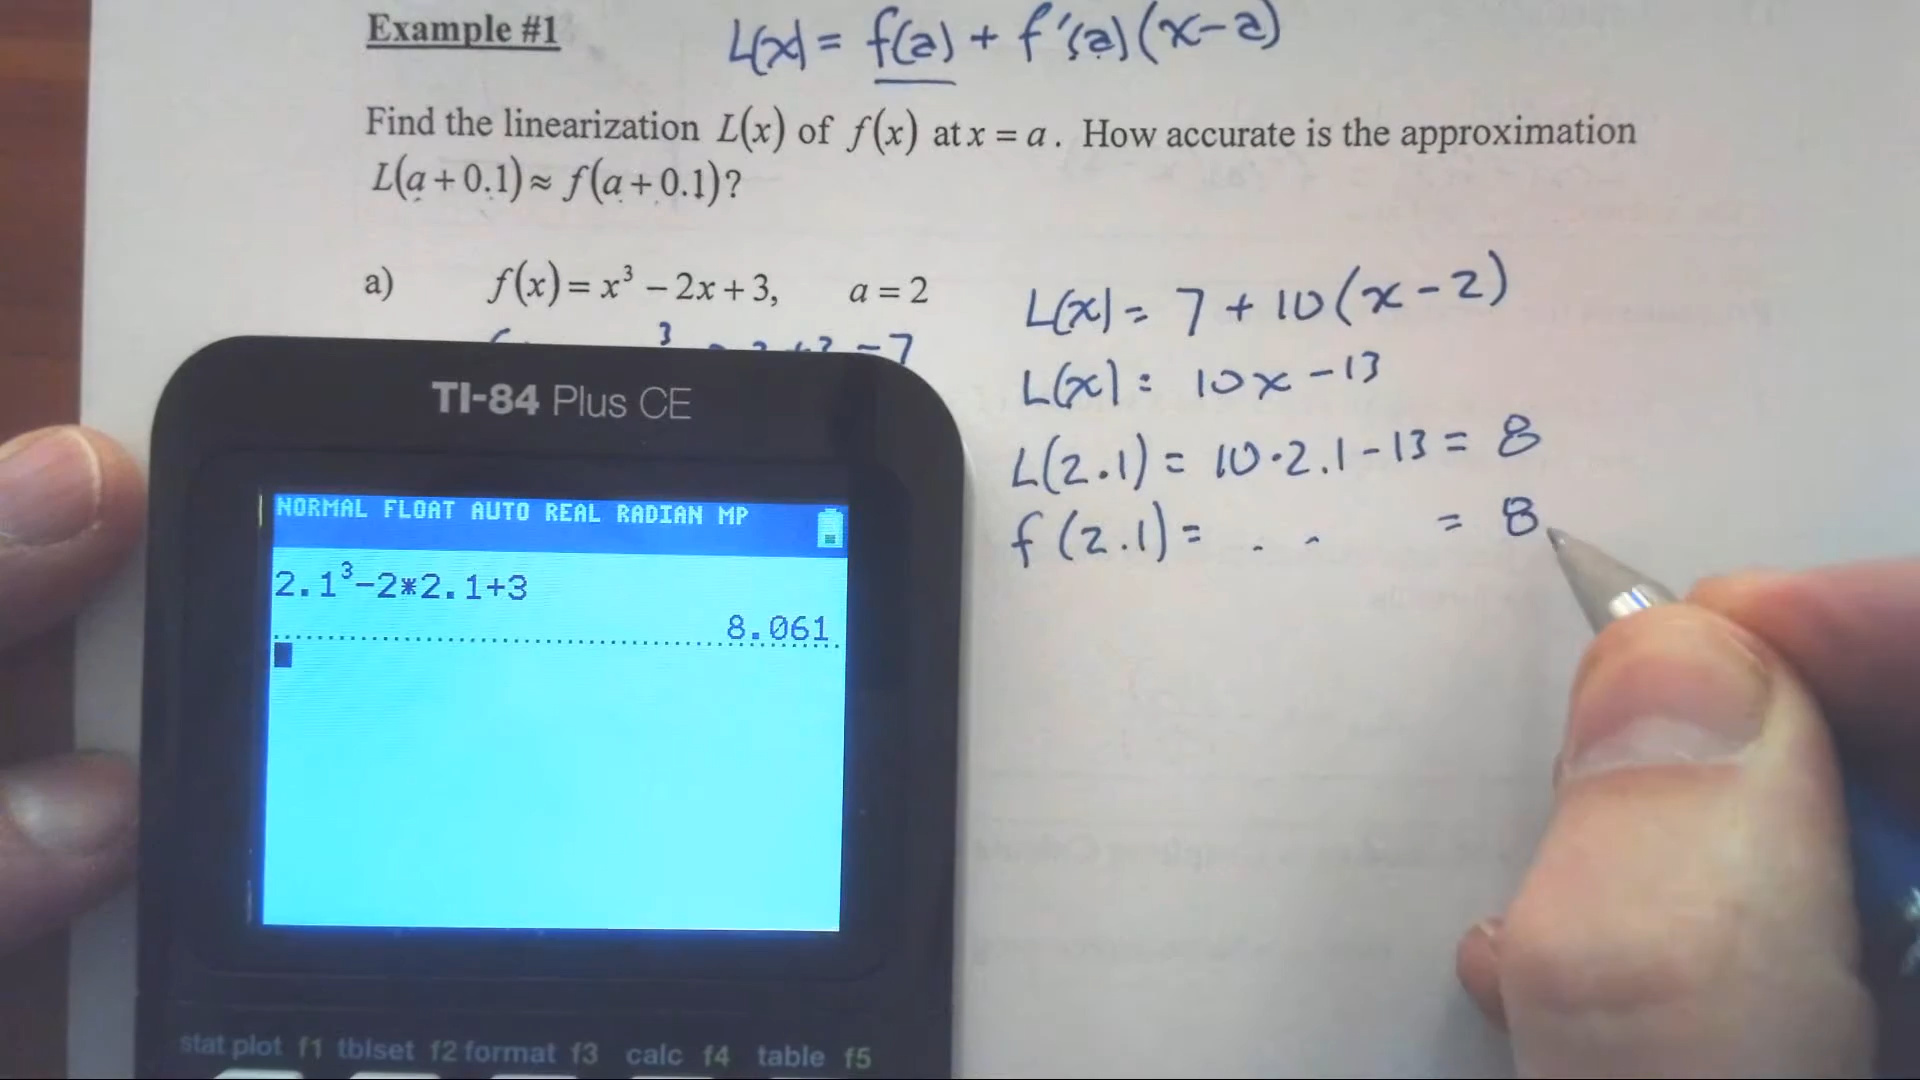 Example #1
L(x) = f(a) + f'(a)(x-a)
Find the linearization L(x) of f(x) at x = a. How accurate is the approximation
L(a+0.1)≈ f(a+0.1)?
a) f(x)= x³ – 2x+3, a = 2
L(x) = 7 + 10(x-2)
L(x) = 10x - 13
L(2.1) = 10·2.1-13 = 8
f(2.1) = = 8.
TI-84 Plus CE
NORMAL FLOAT AUTO REAL RADIAN MP
2.1³-2*2.1+3
8.061
stat plot f1 tblset f2 format f3 calc f4 table f5